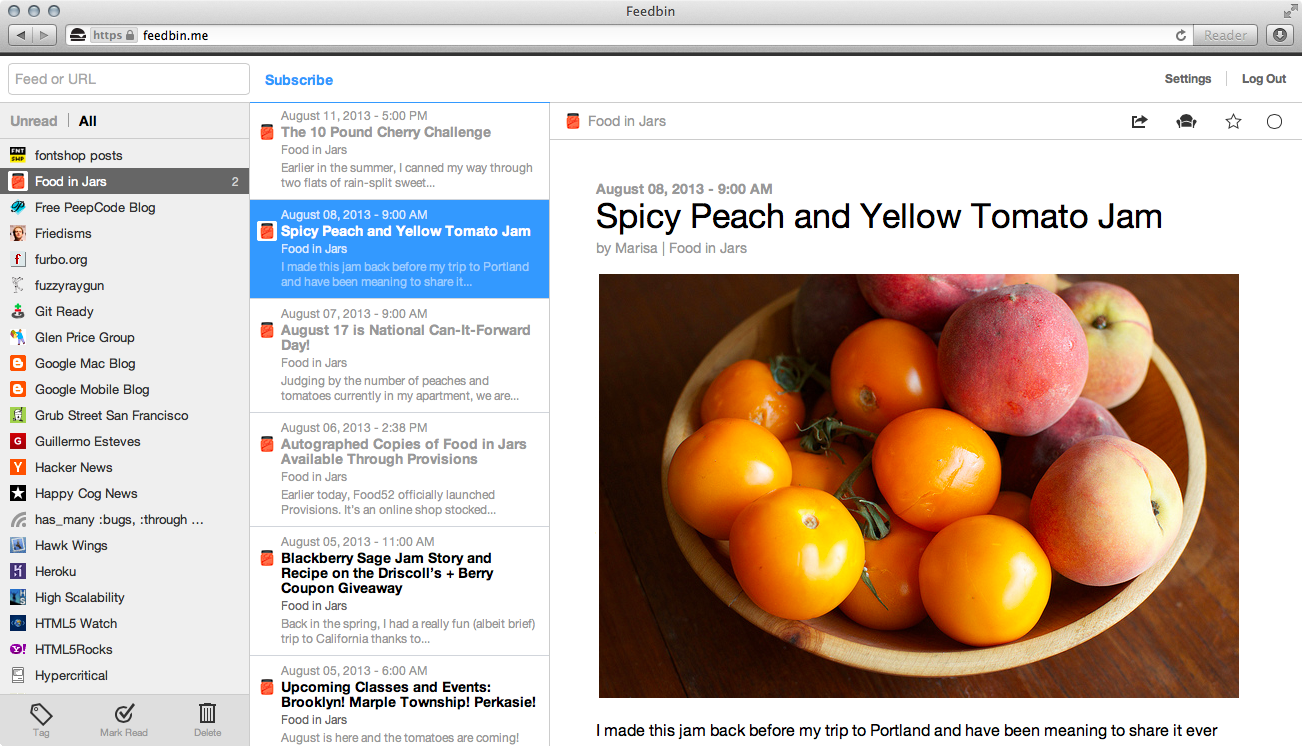 Feedbin
https
feedbin.me
Reader
Feed or URL
Subscribe
Settings
Log Out
Unread
All
fontshop posts
Food in Jars
2
Free PeepCode Blog
Friedisms
furbo.org
fuzzyraygun
Git Ready
Glen Price Group
Google Mac Blog
Google Mobile Blog
Grub Street San Francisco
Guillermo Esteves
Hacker News
Happy Cog News
has_many :bugs, :through ...
Hawk Wings
Heroku
High Scalability
HTML5 Watch
HTML5Rocks
Hypercritical
Tag
Mark Read
Delete
August 11, 2013 - 5:00 PM
The 10 Pound Cherry Challenge
Food in Jars
Earlier in the summer, I canned my way through
two flats of rain-split sweet...
August 08, 2013 - 9:00 AM
Spicy Peach and Yellow Tomato Jam
Food in Jars
I made this jam back before my trip to Portland
and have been meaning to share it...
August 07, 2013 - 9:00 AM
August 17 is National Can-It-Forward
Day!
Food in Jars
Judging by the number of peaches and
tomatoes currently in my apartment, we are...
August 06, 2013 - 2:38 PM
Autographed Copies of Food in Jars
Available Through Provisions
Food in Jars
Earlier today, Food52 officially launched
Provisions. It's an online shop stocked...
August 05, 2013 - 11:00 AM
Blackberry Sage Jam Story and
Recipe on the Driscoll's + Berry
Coupon Giveaway
Food in Jars
Back in the spring, I had a really fun (albeit brief)
trip to California thanks to...
August 05, 2013 - 6:00 AM
Upcoming Classes and Events:
Brooklyn! Marple Township! Perkasie!
Food in Jars
August is here and the tomatoes are coming!
Food in Jars
August 08, 2013 - 9:00 AM
Spicy Peach and Yellow Tomato Jam
by Marisa | Food in Jars
I made this jam back before my trip to Portland and have been meaning to share it ever